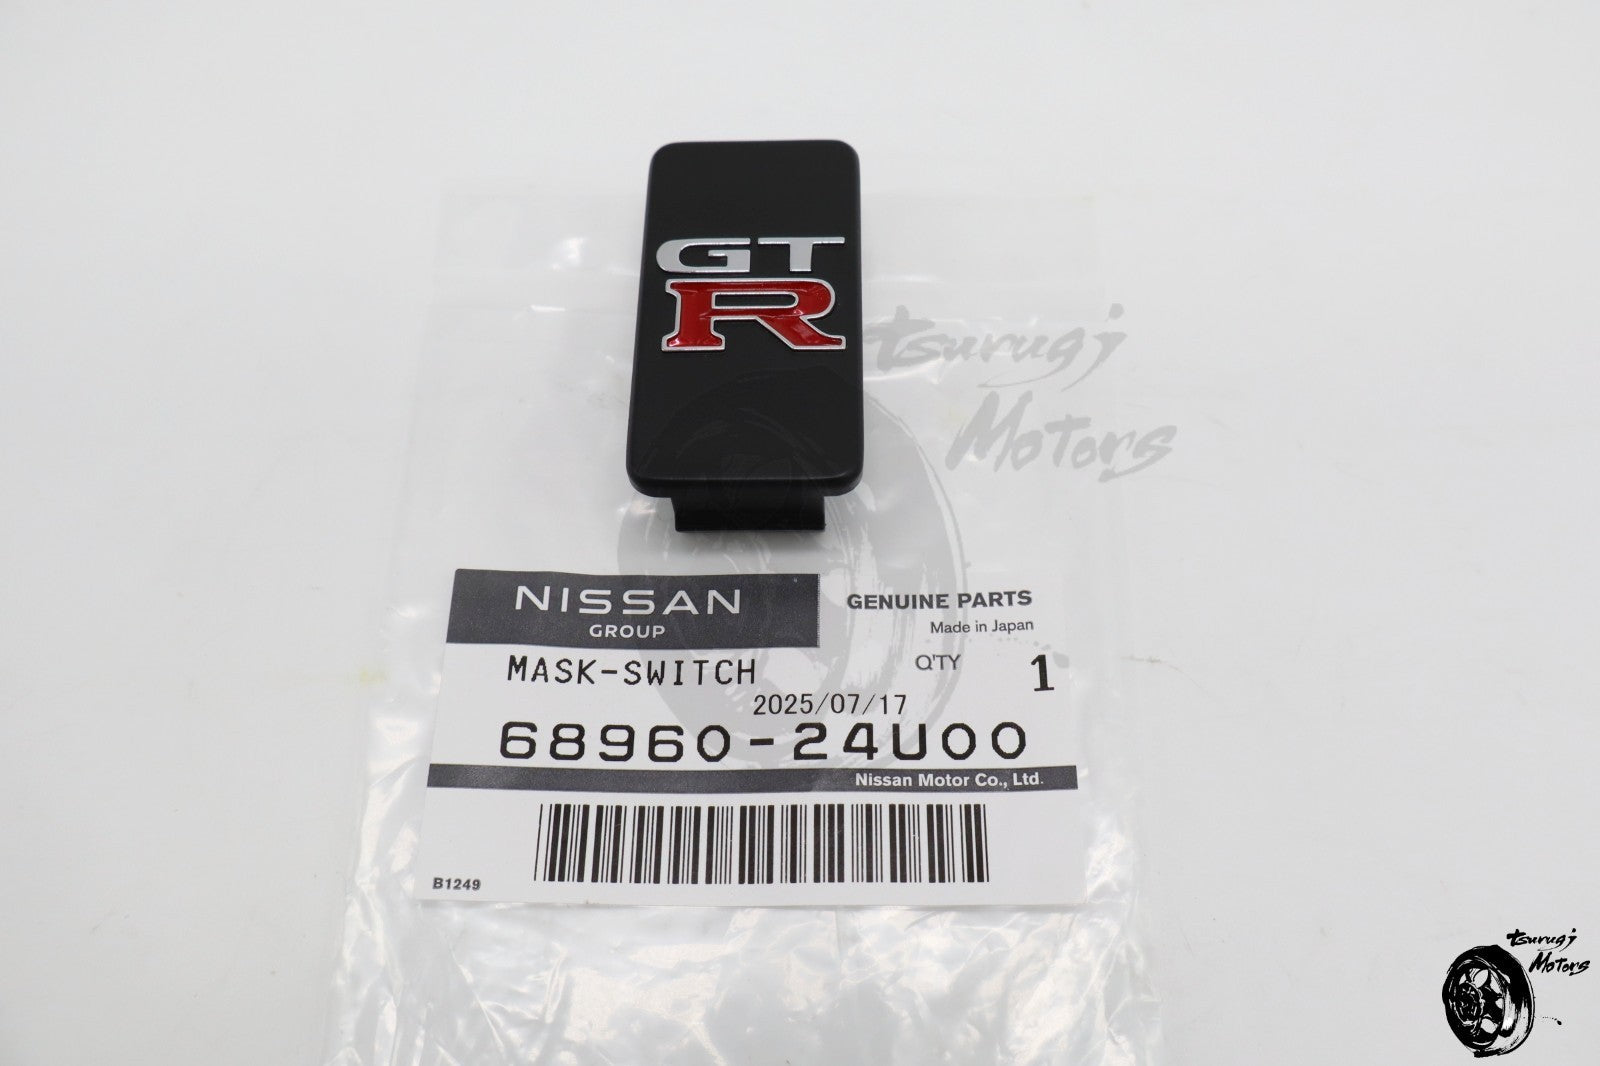 GT
R
tsurugi
Motors
NISSAN
GROUP
GENUINE PARTS
Made in Japan
MASK-SWITCH
Q'TY 1
2025/07/17
68960-24U00
Nissan Motor Co., Ltd.
B1249
tsurugi
Motors